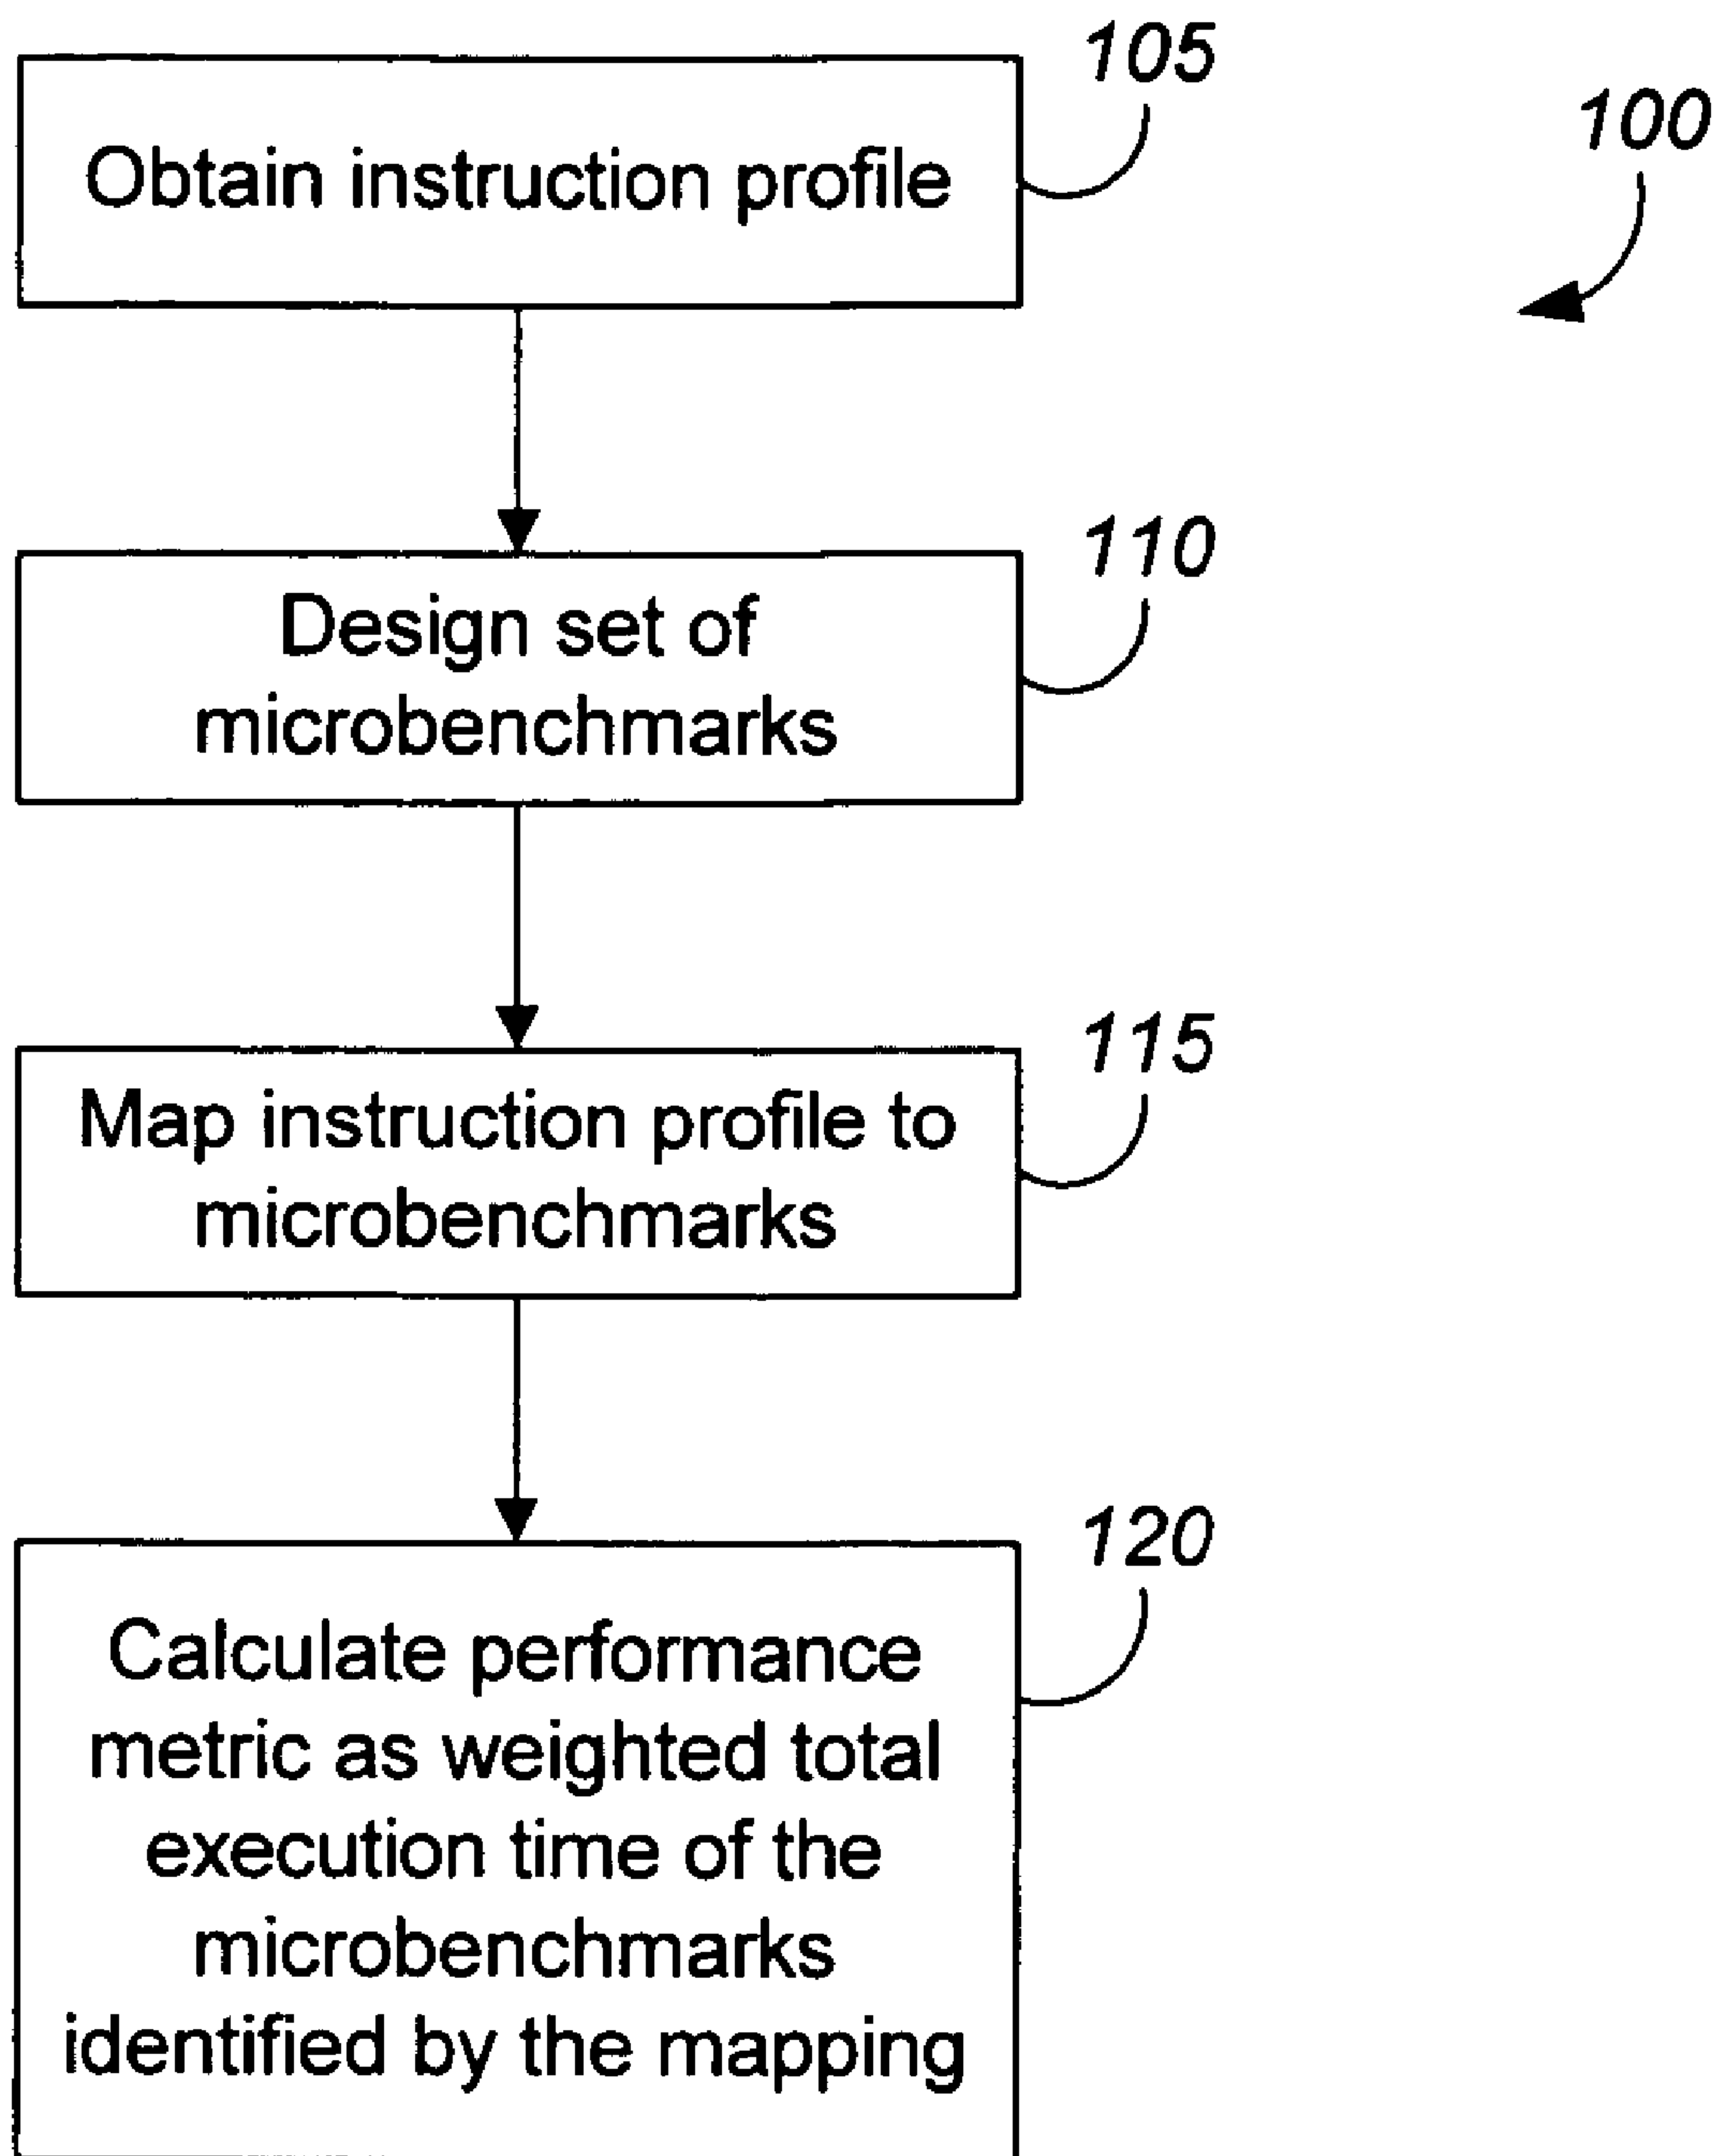 105
100
Obtain instruction profile
110
Design set of
microbenchmarks
115
Map instruction profile to
microbenchmarks
120
Calculate performance
metric as weighted total
execution time of the
microbenchmarks
identified by the mapping